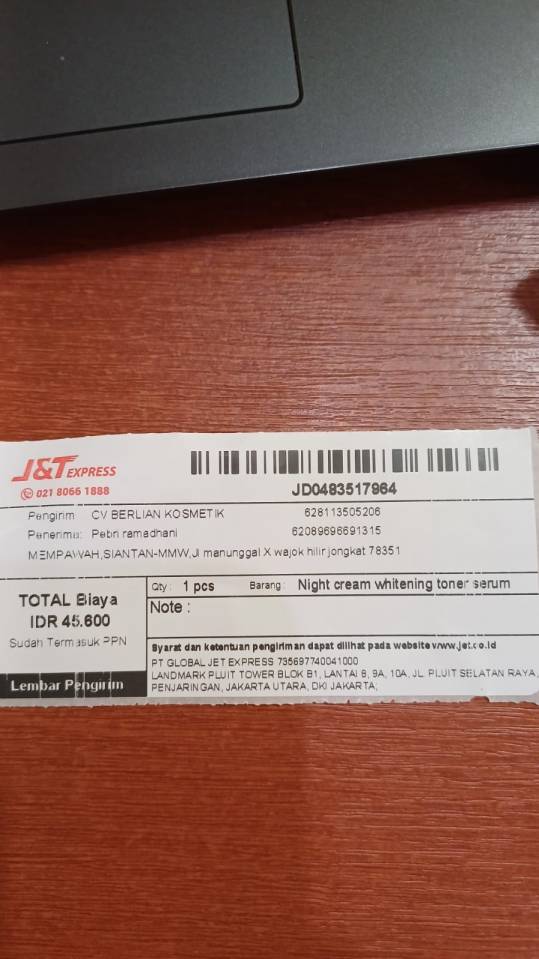 J&T EXPRESS
021 8066 1888
JD0483517964
Pengirim CV BERLIAN KOSMETIK 628113505206
Penerima: Pebri ramadhani 62089696691315
MEMPAWAH,SIANTAN-MMW,Jl manunggal X wajok hilir jongkat 78351
TOTAL Biaya
IDR 45.600
Sudah Termasuk PPN
Lembar Pengirim
Qty : 1 pcs Barang : Night cream whitening toner serum
Note :
Syarat dan ketentuan pengiriman dapat dilihat pada website www.jet.co.id
PT GLOBAL JET EXPRESS 735697740041000
LANDMARK PLUIT TOWER BLOK B1, LANTAI 8, 9A, 10A, JL. PLUIT SELATAN RAYA,
PENJARINGAN, JAKARTA UTARA, DKI JAKARTA;